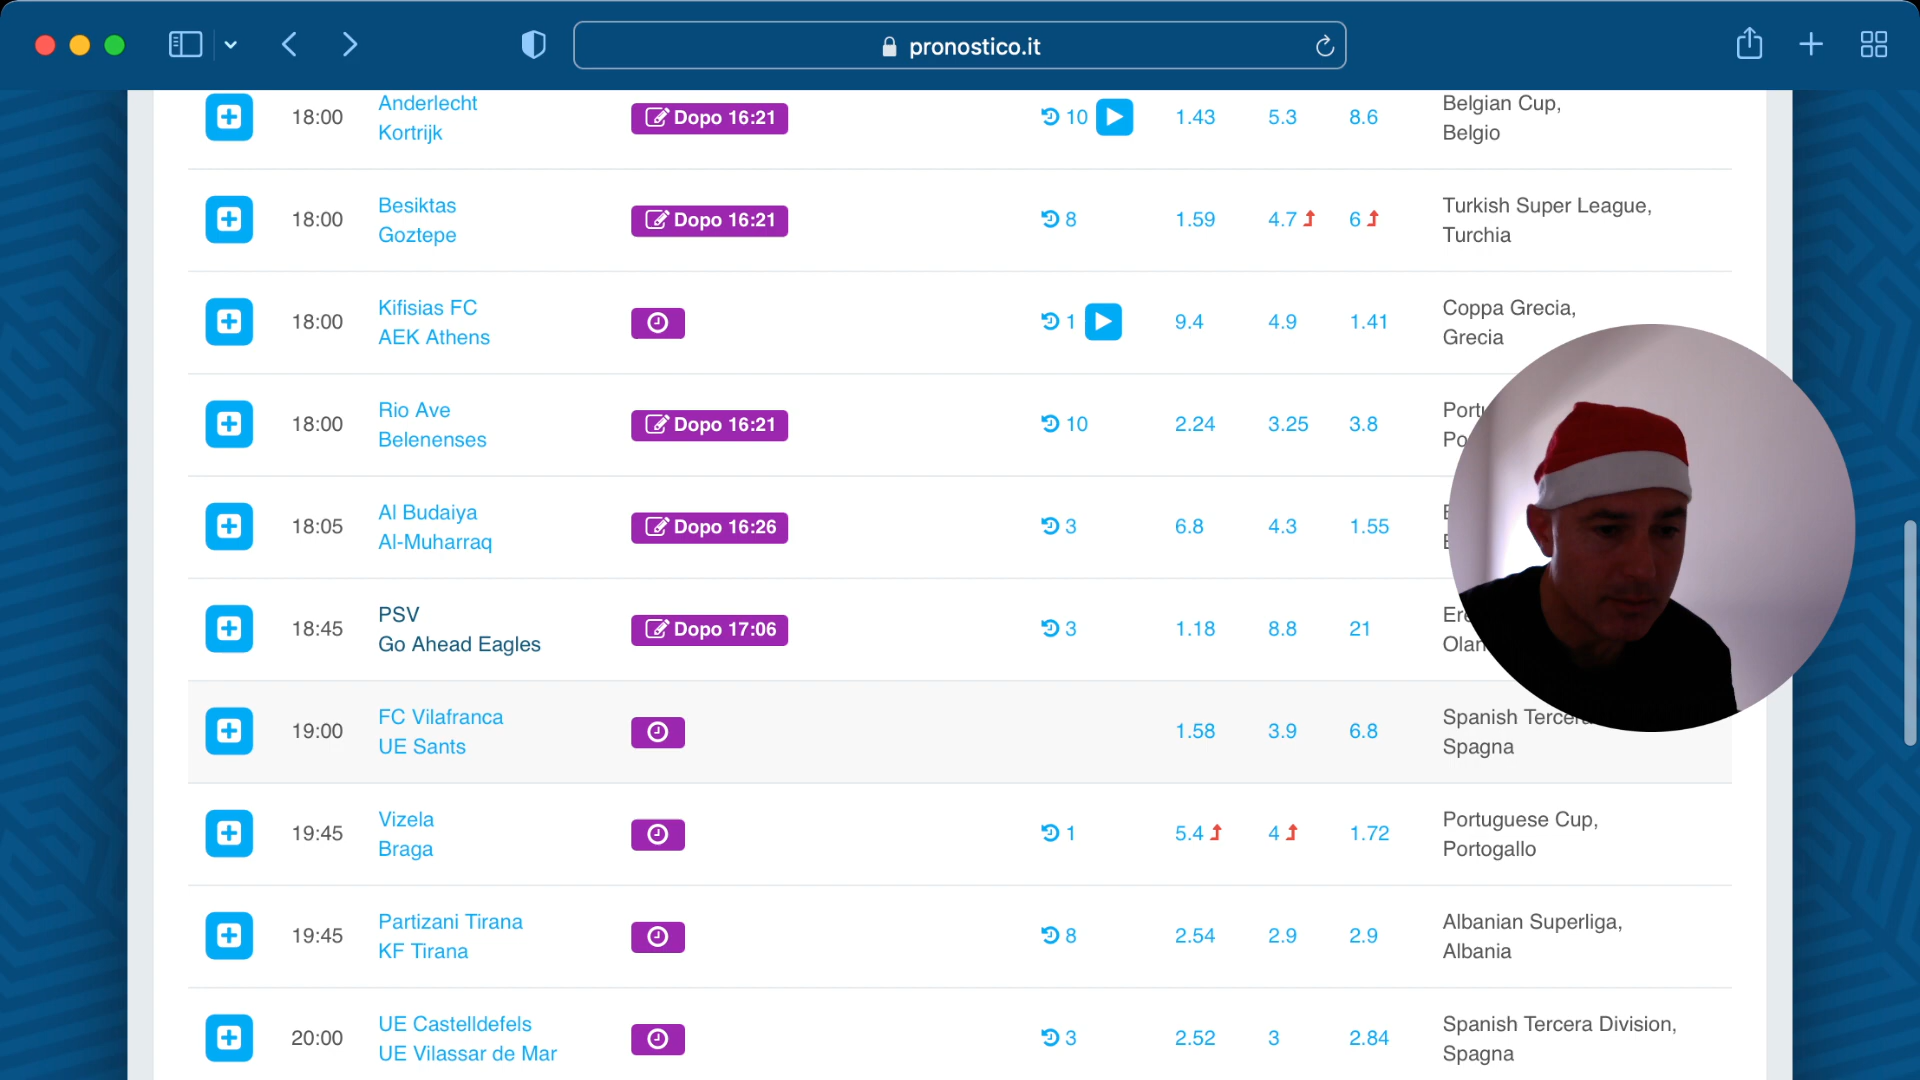 pronostico.it
18:00 Anderlecht Dopo 16:21 10 1.43 5.3 8.6 Belgian Cup,
Kortrijk Belgio
18:00 Besiktas Dopo 16:21 8 1.59 4.7 6 Turkish Super League,
Goztepe Turchia
18:00 Kifisias FC 1 9.4 4.9 1.41 Coppa Grecia,
AEK Athens Grecia
18:00 Rio Ave Dopo 16:21 10 2.24 3.25 3.8
Belenenses
18:05 Al Budaiya Dopo 16:26 3 6.8 4.3 1.55
Al-Muharraq
18:45 PSV Dopo 17:06 3 1.18 8.8 21
Go Ahead Eagles
19:00 FC Vilafranca 1.58 3.9 6.8 Spanish
UE Sants Spagna
19:45 Vizela 1 5.4 4 1.72 Portuguese Cup,
Braga Portogallo
19:45 Partizani Tirana 8 2.54 2.9 2.9 Albanian Superliga,
KF Tirana Albania
20:00 UE Castelldefels 3 2.52 3 2.84 Spanish Tercera Division,
UE Vilassar de Mar Spagna